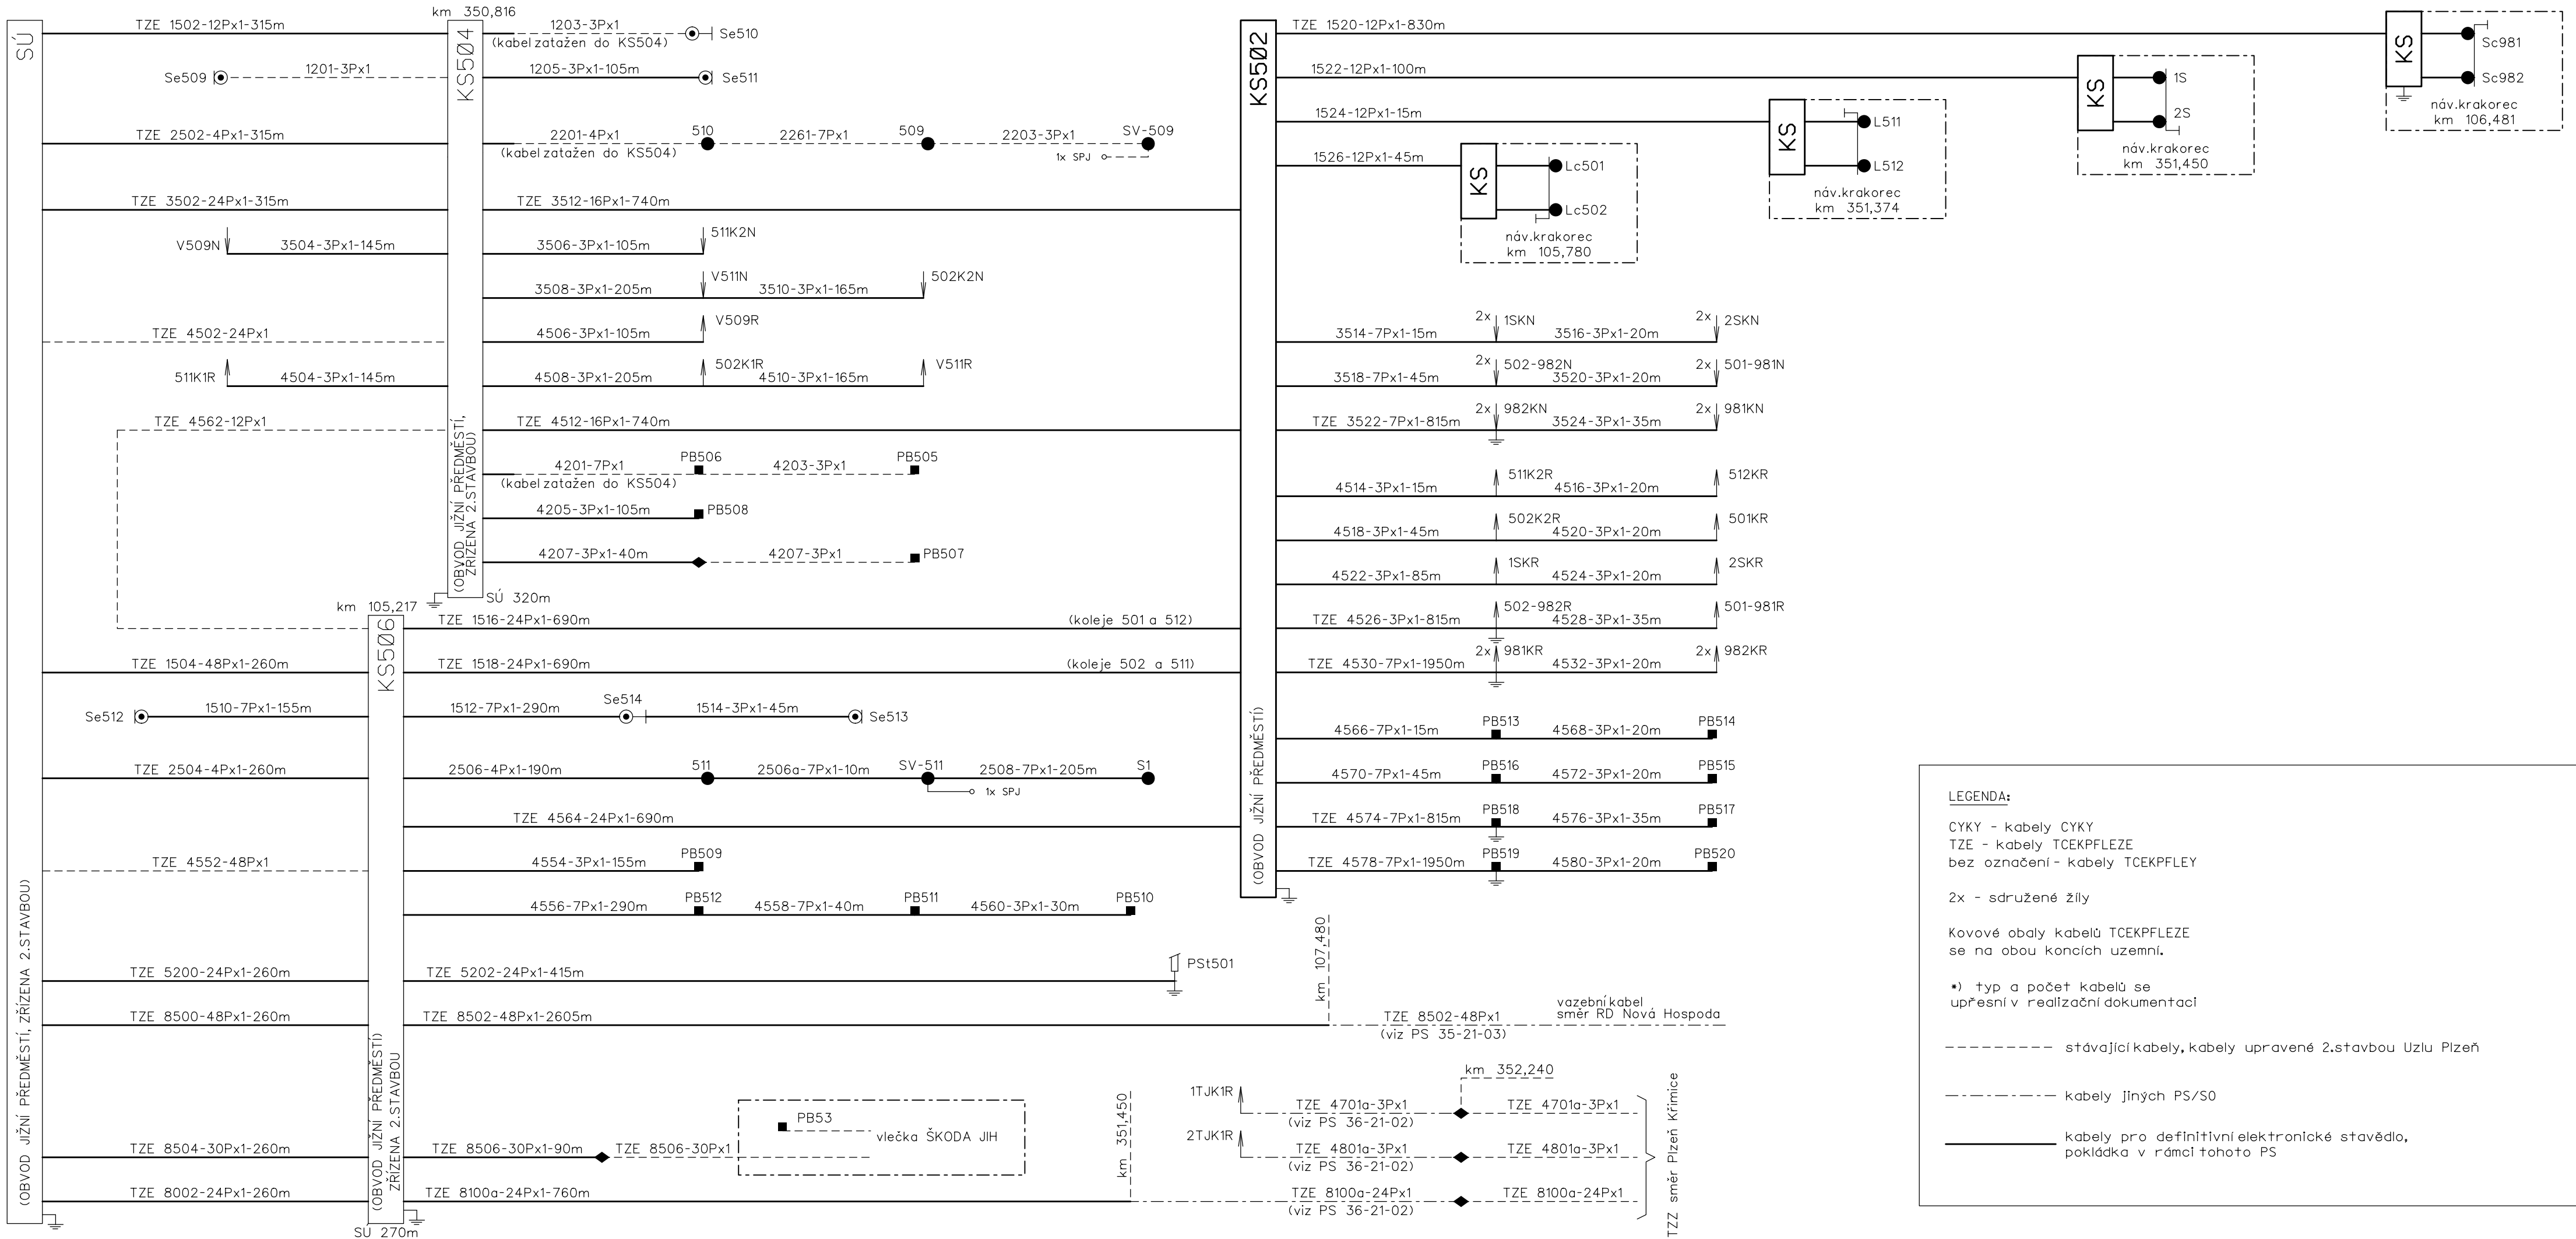 SÚ
(OBVOD JIŽNÍ PŘEDMĚSTÍ, ZŘÍZENA 2.STAVBOU)
TZE 1502-12Px1-315m
Se509
1201-3Px1
TZE 2502-4Px1-315m
TZE 3502-24Px1-315m
V509N
3504-3Px1-145m
TZE 4502-24Px1
511K1R
4504-3Px1-145m
TZE 4562-12Px1
km 350,816
KS504
(OBVOD JIŽNÍ PŘEDMĚSTÍ,
ZŘÍZENA 2.STAVBOU)
SÚ 320m
1203-3Px1
(kabel zatažen do KS504)
Se510
1205-3Px1-105m
Se511
2201-4Px1
(kabel zatažen do KS504)
510
2261-7Px1
509
2203-3Px1
SV-509
1x SPJ
TZE 3512-16Px1-740m
3506-3Px1-105m
511K2N
3508-3Px1-205m
V511N
3510-3Px1-165m
502K2N
4506-3Px1-105m
V509R
4508-3Px1-205m
502K1R
4510-3Px1-165m
V511R
TZE 4512-16Px1-740m
4201-7Px1
(kabel zatažen do KS504)
PB506
4203-3Px1
PB505
4205-3Px1-105m
PB508
4207-3Px1-40m
4207-3Px1
PB507
km 105,217
KS506
(OBVOD JIŽNÍ PŘEDMĚSTÍ)
ZŘÍZENA 2.STAVBOU
SÚ 270m
TZE 1516-24Px1-690m
(koleje 501 a 512)
TZE 1504-48Px1-260m
TZE 1518-24Px1-690m
(koleje 502 a 511)
Se512
1510-7Px1-155m
1512-7Px1-290m
Se514
1514-3Px1-45m
Se513
TZE 2504-4Px1-260m
2506-4Px1-190m
511
2506a-7Px1-10m
SV-511
2508-7Px1-205m
S1
1x SPJ
TZE 4564-24Px1-690m
TZE 4552-48Px1
4554-3Px1-155m
PB509
4556-7Px1-290m
PB512
4558-7Px1-40m
PB511
4560-3Px1-30m
PB510
TZE 5200-24Px1-260m
TZE 5202-24Px1-415m
PSt501
TZE 8500-48Px1-260m
TZE 8502-48Px1-2605m
km 107,480
TZE 8502-48Px1
(viz PS 35-21-03)
vazební kabel
směr RD Nová Hospoda
TZE 8504-30Px1-260m
TZE 8506-30Px1-90m
TZE 8506-30Px1
PB53
vlečka ŠKODA JIH
TZE 8002-24Px1-260m
TZE 8100a-24Px1-760m
km 351,450
1TJK1R
TZE 4701a-3Px1
(viz PS 36-21-02)
km 352,240
TZE 4701a-3Px1
2TJK1R
TZE 4801a-3Px1
(viz PS 36-21-02)
TZE 4801a-3Px1
TZE 8100a-24Px1
(viz PS 36-21-02)
TZE 8100a-24Px1
TZZ směr Plzeň Křimice
KS502
(OBVOD JIŽNÍ PŘEDMĚSTÍ)
TZE 1520-12Px1-830m
KS
Sc981
Sc982
náv.krakorec
km 106,481
1522-12Px1-100m
KS
1S
2S
náv.krakorec
km 351,450
1524-12Px1-15m
KS
L511
L512
náv.krakorec
km 351,374
1526-12Px1-45m
KS
Lc501
Lc502
náv.krakorec
km 105,780
3514-7Px1-15m
2x 1SKN
3516-3Px1-20m
2x 2SKN
3518-7Px1-45m
2x 502-982N
3520-3Px1-20m
2x 501-981N
TZE 3522-7Px1-815m
2x 982KN
3524-3Px1-35m
2x 981KN
4514-3Px1-15m
511K2R
4516-3Px1-20m
512KR
4518-3Px1-45m
502K2R
4520-3Px1-20m
501KR
4522-3Px1-85m
1SKR
4524-3Px1-20m
2SKR
TZE 4526-3Px1-815m
502-982R
4528-3Px1-35m
501-981R
TZE 4530-7Px1-1950m
2x 981KR
4532-3Px1-20m
2x 982KR
4566-7Px1-15m
PB513
4568-3Px1-20m
PB514
4570-7Px1-45m
PB516
4572-3Px1-20m
PB515
TZE 4574-7Px1-815m
PB518
4576-3Px1-35m
PB517
TZE 4578-7Px1-1950m
PB519
4580-3Px1-20m
PB520
LEGENDA:
CYKY - kabely CYKY
TZE - kabely TCEKPFLEZE
bez označení - kabely TCEKPFLEY
2x - sdružené žíly
Kovové obaly kabelů TCEKPFLEZE
se na obou koncích uzemní.
*) typ a počet kabelů se
upřesní v realizační dokumentaci
stávající kabely, kabely upravené 2.stavbou Uzlu Plzeň
kabely jiných PS/SO
kabely pro definitivní elektronické stavědlo,
pokládka v rámci tohoto PS